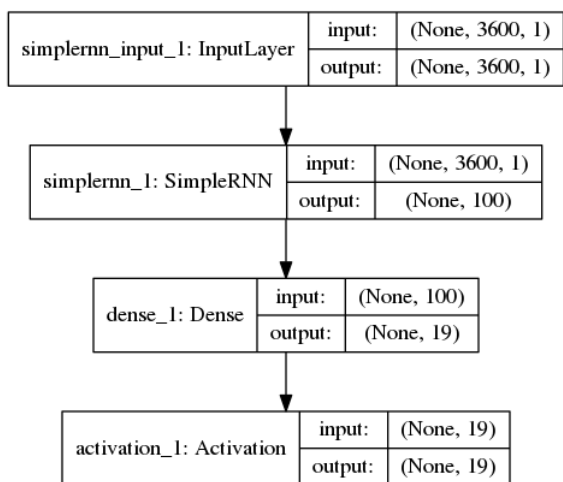 simplernn_input_1: InputLayer
input: (None, 3600, 1)
output: (None, 3600, 1)
simplernn_1: SimpleRNN
input: (None, 3600, 1)
output: (None, 100)
dense_1: Dense
input: (None, 100)
output: (None, 19)
activation_1: Activation
input: (None, 19)
output: (None, 19)